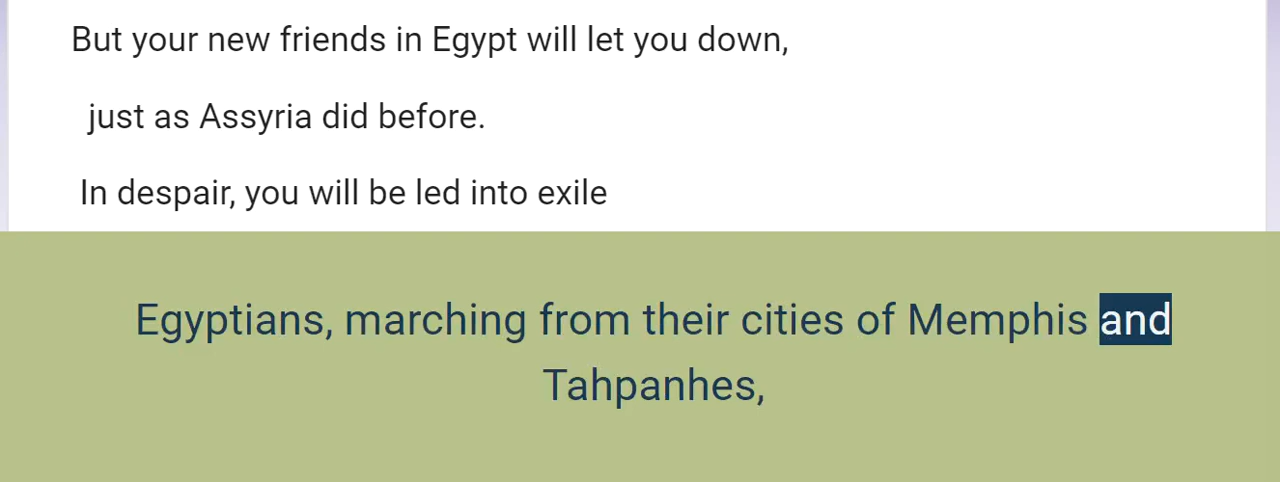 But your new friends in Egypt will let you down,
just as Assyria did before.
In despair, you will be led into exile
Egyptians, marching from their cities of Memphis and
Tahpanhes,